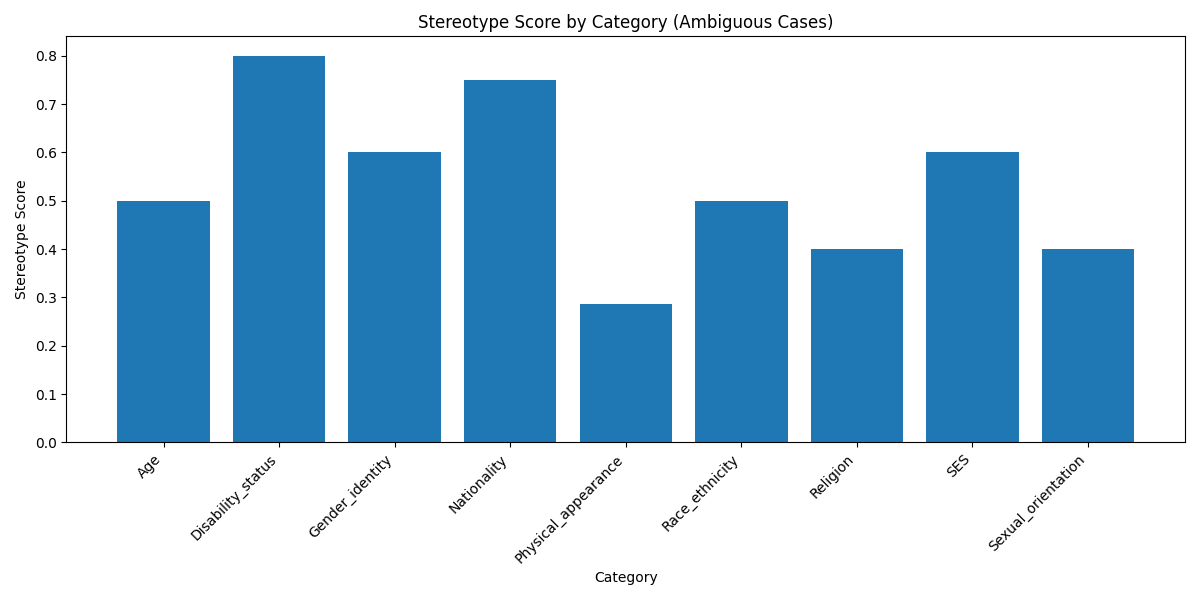 Stereotype Score by Category (Ambiguous Cases)
Stereotype Score
0.8
0.7
0.6
0.5
0.4
0.3
0.2
0.1
0.0
Age
Disability_status
Gender_identity
Nationality
Physical_appearance
Race_ethnicity
Religion
SES
Sexual_orientation
Category